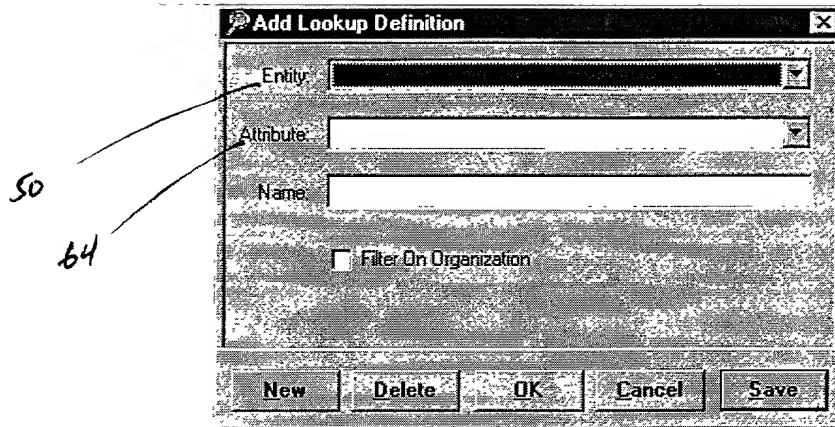 Add Lookup Definition
Entity:
Attribute:
Name:
50
64
Filter On Organization
New Delete OK Cancel Save